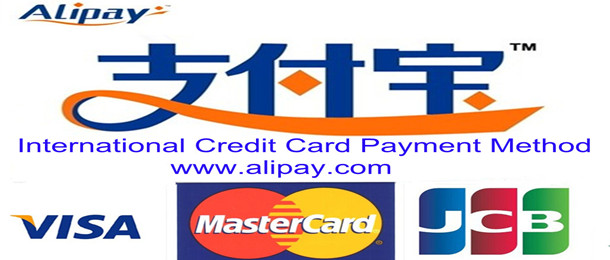 Alipay
支付宝™
International Credit Card Payment Method
www.alipay.com
VISA MasterCard JCB